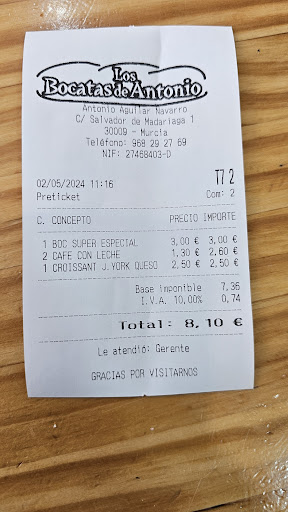 Los
Bocatas de Antonio
Antonio Aguilar Navarro
C/ Salvador de Madariaga 1
30009 - Murcia
Teléfono: 968 29 27 69
NIF: 27468403-D
T7 2
02/05/2024 11:16
Preticket Com: 2
C. CONCEPTO PRECIO IMPORTE
1 BOC SUPER ESPECIAL 3,00 € 3,00 €
2 CAFE CON LECHE 1,30 € 2,60 €
1 CROISSANT J.YORK QUESO 2,50 € 2,50 €
Base imponible 7,36
I.V.A. 10,00% 0,74
Total: 8,10 €
Le atendió: Gerente
GRACIAS POR VISITARNOS